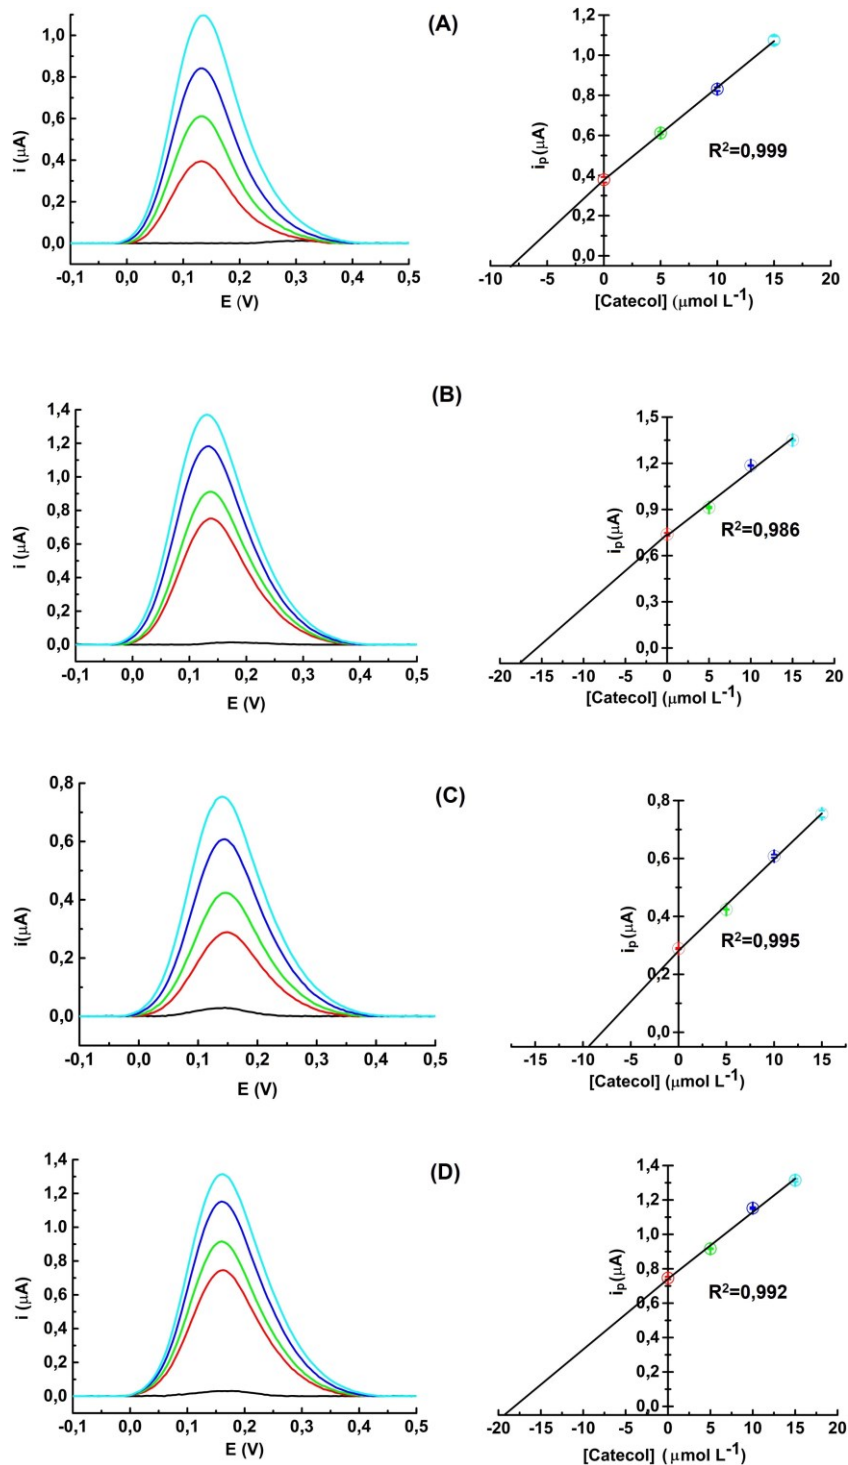 (A)
i (μA)
1,0
0,8
0,6
0,4
0,2
0,0
-0,1 0,0 0,1 0,2 0,3 0,4 0,5
E (V)
ip(μA)
1,2
1,0
0,8
0,6
0,4
0,2
0,0
R²=0,999
-10 -5 0 5 10 15 20
[Catecol] (μmol L⁻¹)
(B)
i (μA)
1,4
1,2
1,0
0,8
0,6
0,4
0,2
0,0
-0,1 0,0 0,1 0,2 0,3 0,4 0,5
E (V)
ip(μA)
1,5
1,2
0,9
0,6
0,3
0,0
R²=0,986
-20 -15 -10 -5 0 5 10 15 20
[Catecol] (μmol L⁻¹)
(C)
i(μA)
0,8
0,6
0,4
0,2
0,0
-0,1 0,0 0,1 0,2 0,3 0,4 0,5
E (V)
ip(μA)
0,8
0,6
0,4
0,2
0,0
R²=0,995
-15 -10 -5 0 5 10 15
[Catecol] (μmol L⁻¹)
(D)
i (μA)
1,4
1,2
1,0
0,8
0,6
0,4
0,2
0,0
-0,1 0,0 0,1 0,2 0,3 0,4 0,5
E (V)
ip(μA)
1,4
1,2
1,0
0,8
0,6
0,4
0,2
0,0
R²=0,992
-20 -15 -10 -5 0 5 10 15 20
[Catecol] (μmol L⁻¹)